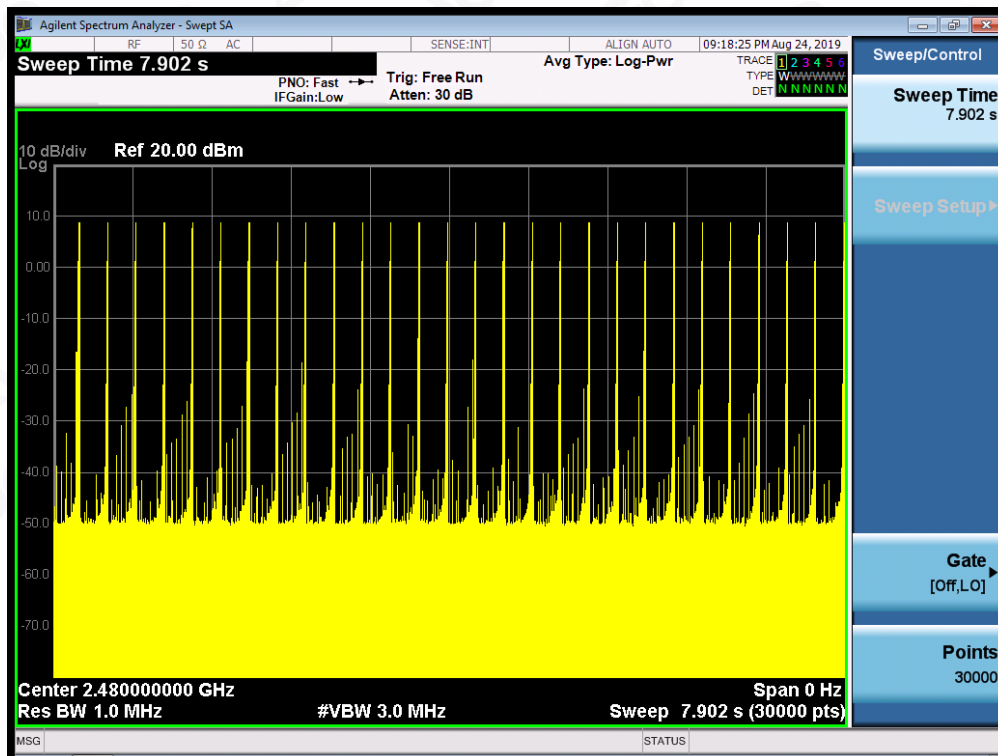 Agilent Spectrum Analyzer - Swept SA
LXI RF 50 Ω AC SENSE:INT ALIGN AUTO 09:18:25 PM Aug 24, 2019
Sweep Time 7.902 s
PNO: Fast
IFGain:Low
Trig: Free Run
Atten: 30 dB
Avg Type: Log-Pwr
TRACE 1 2 3 4 5 6
TYPE WWWWWWW
DET N N N N N N
10 dB/div Ref 20.00 dBm
Log
10.0
0.00
-10.0
-20.0
-30.0
-40.0
-50.0
-60.0
-70.0
Center 2.480000000 GHz Span 0 Hz
Res BW 1.0 MHz #VBW 3.0 MHz Sweep 7.902 s (30000 pts)
MSG STATUS
Sweep/Control
Sweep Time
7.902 s
Sweep Setup
Gate
[Off,LO]
Points
30000